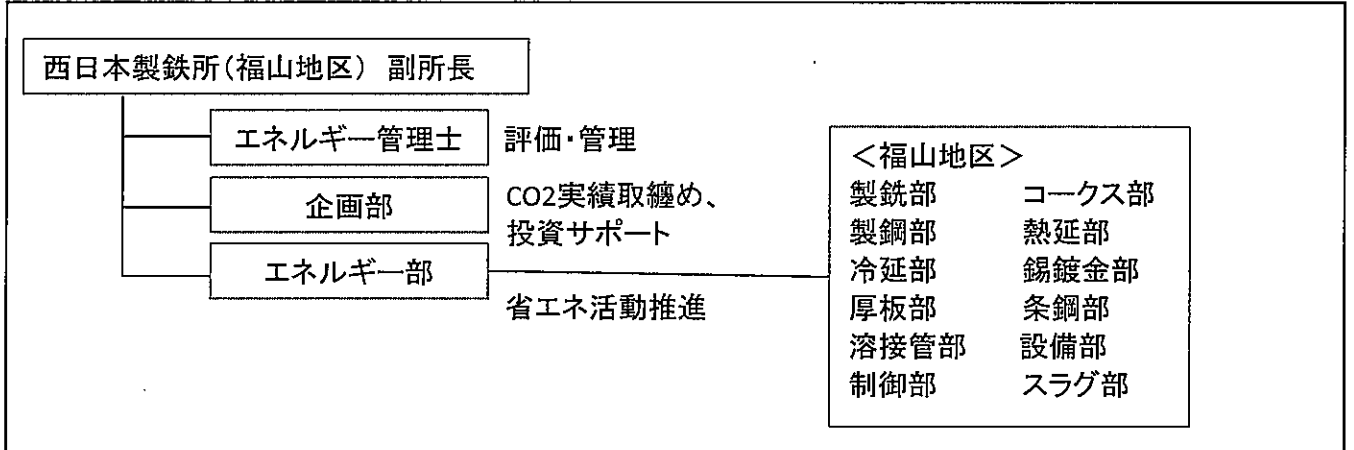 西日本製鉄所(福山地区) 副所長
エネルギー管理士 評価・管理
企画部 CO2実績取纏め、
投資サポート
エネルギー部
省エネ活動推進
<福山地区>
製銑部 コークス部
製鋼部 熱延部
冷延部 錫鍍金部
厚板部 条鋼部
溶接管部 設備部
制御部 スラグ部